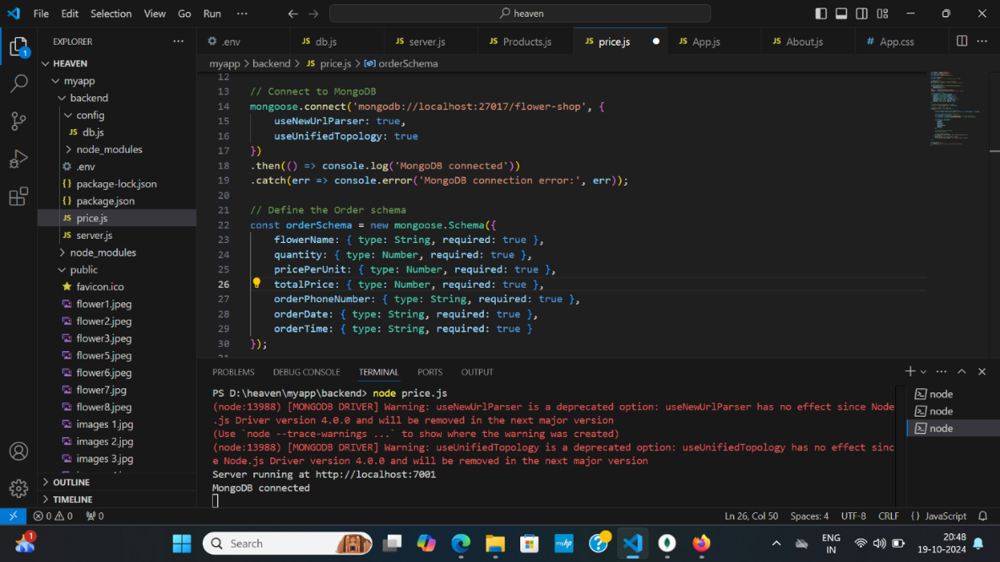 File Edit Selection View Go Run ···
heaven
EXPLORER ···
.env
JS db.js
JS server.js
JS Products.js
JS price.js
JS App.js
JS About.js
# App.css
myapp > backend > JS price.js > orderSchema
HEAVEN
myapp
backend
config
JS db.js
node_modules
.env
{} package-lock.json
{} package.json
JS price.js
JS server.js
node_modules
public
favicon.ico
flower1.jpeg
flower2.jpeg
flower3.jpeg
flower5.jpeg
flower6.jpeg
flower7.jpg
flower8.jpeg
images 1.jpg
images 2.jpg
images 3.jpg
OUTLINE
TIMELINE
12
13 // Connect to MongoDB
14 mongoose.connect('mongodb://localhost:27017/flower-shop', {
15 useNewUrlParser: true,
16 useUnifiedTopology: true
17 })
18 .then(() => console.log('MongoDB connected'))
19 .catch(err => console.error('MongoDB connection error:', err));
20
21 // Define the Order schema
22 const orderSchema = new mongoose.Schema({
23 flowerName: { type: String, required: true },
24 quantity: { type: Number, required: true },
25 pricePerUnit: { type: Number, required: true },
26 totalPrice: { type: Number, required: true },
27 orderPhoneNumber: { type: String, required: true },
28 orderDate: { type: String, required: true },
29 orderTime: { type: String, required: true }
30 });
PROBLEMS DEBUG CONSOLE TERMINAL PORTS OUTPUT
PS D:\heaven\myapp\backend> node price.js
(node:13988) [MONGODB DRIVER] Warning: useNewUrlParser is a deprecated option: useNewUrlParser has no effect since Node
.js Driver version 4.0.0 and will be removed in the next major version
(Use `node --trace-warnings ...` to show where the warning was created)
(node:13988) [MONGODB DRIVER] Warning: useUnifiedTopology is a deprecated option: useUnifiedTopology has no effect sinc
e Node.js Driver version 4.0.0 and will be removed in the next major version
Server running at http://localhost:7001
MongoDB connected
node
node
node
1
0 0 0
Ln 26, Col 50 Spaces: 4 UTF-8 CRLF {} JavaScript
1
Search
myhp
ENG
IN
20:48
19-10-2024